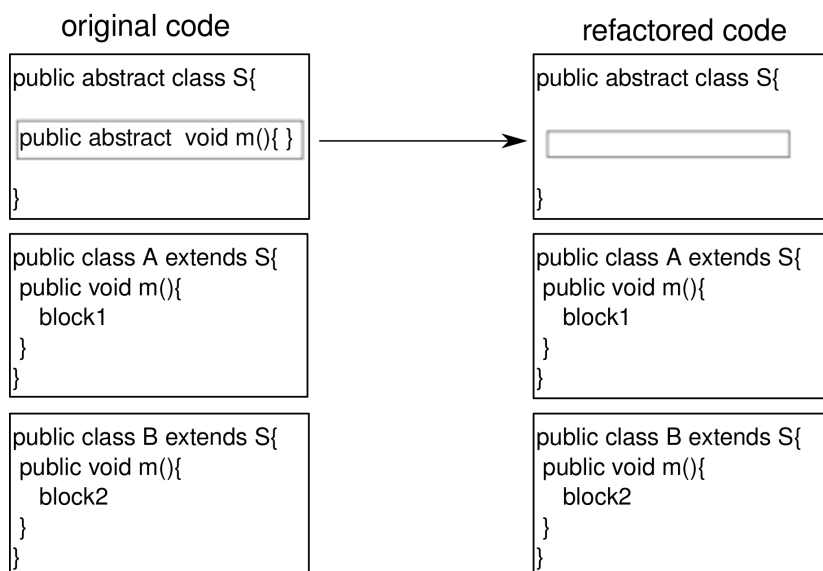 original code
public abstract class S{
public abstract  void m(){ }
}
public class A extends S{
public void m(){
block1
}
}
public class B extends S{
public void m(){
block2
}
}
refactored code
public abstract class S{
}
public class A extends S{
public void m(){
block1
}
}
public class B extends S{
public void m(){
block2
}
}